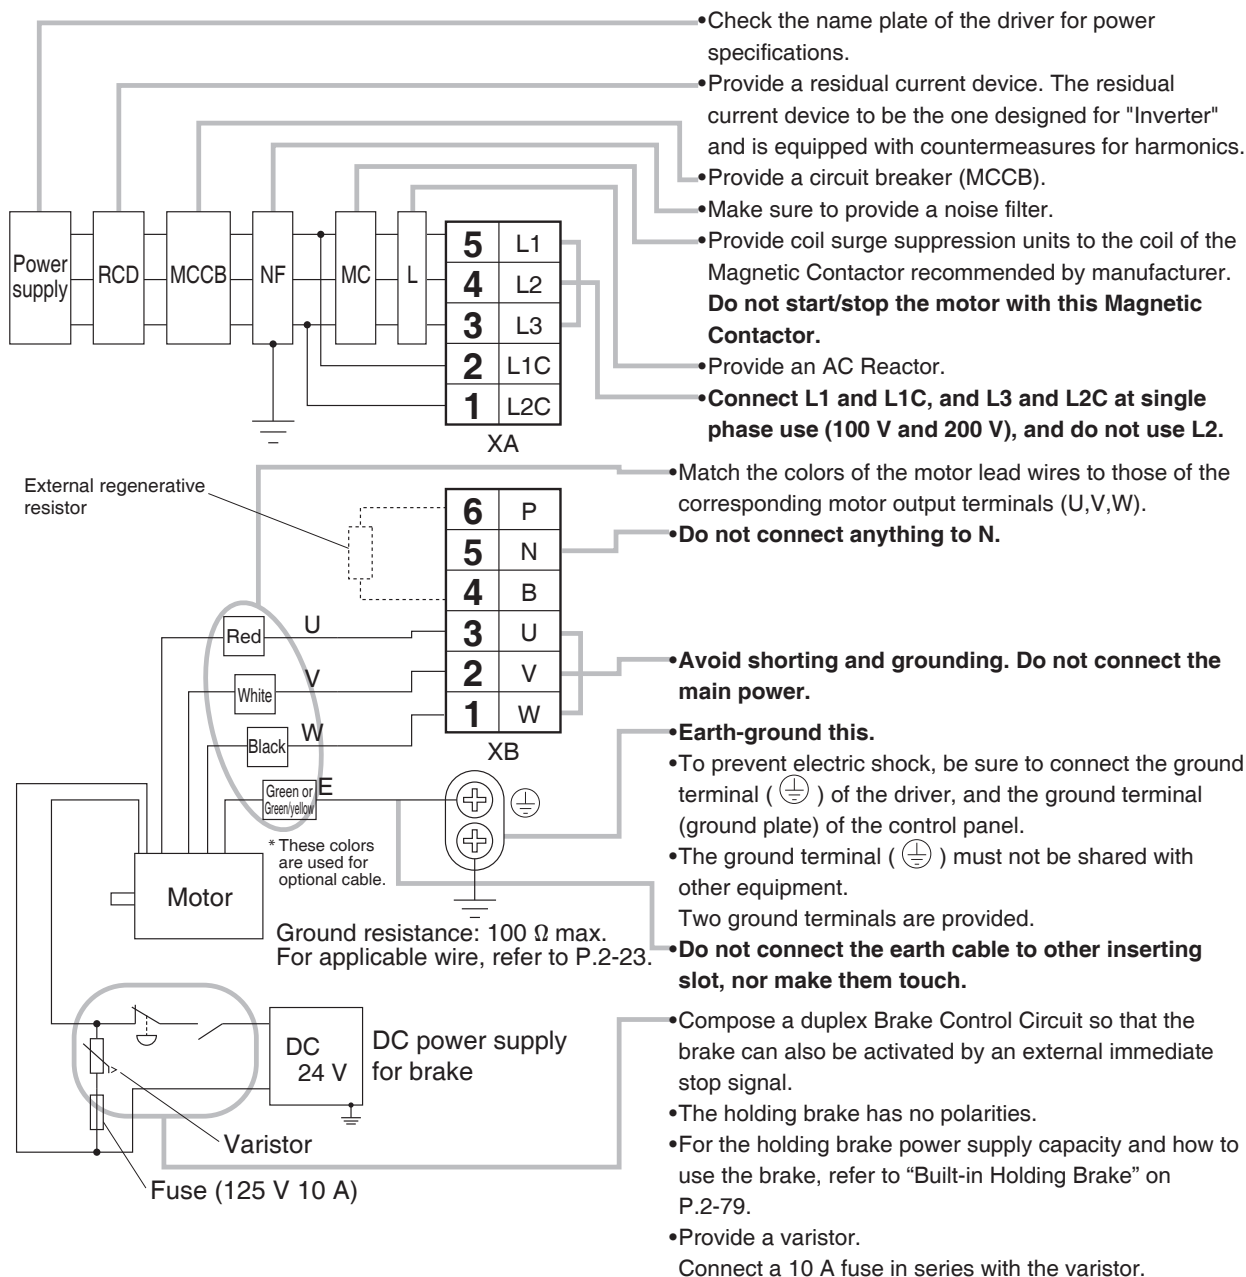 •Check the name plate of the driver for power
specifications.
•Provide a residual current device. The residual
current device to be the one designed for "Inverter"
and is equipped with countermeasures for harmonics.
•Provide a circuit breaker (MCCB).
•Make sure to provide a noise filter.
•Provide coil surge suppression units to the coil of the
Magnetic Contactor recommended by manufacturer.
Do not start/stop the motor with this Magnetic
Contactor.
•Provide an AC Reactor.
•Connect L1 and L1C, and L3 and L2C at single
phase use (100 V and 200 V), and do not use L2.
Power
supply
RCD
MCCB
NF
MC
L
5 L1
4 L2
3 L3
2 L1C
1 L2C
XA
•Match the colors of the motor lead wires to those of the
corresponding motor output terminals (U,V,W).
•Do not connect anything to N.
External regenerative
resistor
6 P
5 N
4 B
3 U
2 V
1 W
XB
Red U
White V
Black W
Green or
Green/yellow
E
* These colors
are used for
optional cable.
Motor
Ground resistance: 100 Ω max.
For applicable wire, refer to P.2-23.
•Avoid shorting and grounding. Do not connect the
main power.
•Earth-ground this.
•To prevent electric shock, be sure to connect the ground
terminal ( ⏚ ) of the driver, and the ground terminal
(ground plate) of the control panel.
•The ground terminal ( ⏚ ) must not be shared with
other equipment.
Two ground terminals are provided.
•Do not connect the earth cable to other inserting
slot, nor make them touch.
DC
24 V
DC power supply
for brake
Varistor
Fuse (125 V 10 A)
•Compose a duplex Brake Control Circuit so that the
brake can also be activated by an external immediate
stop signal.
•The holding brake has no polarities.
•For the holding brake power supply capacity and how to
use the brake, refer to “Built-in Holding Brake” on
P.2-79.
•Provide a varistor.
Connect a 10 A fuse in series with the varistor.